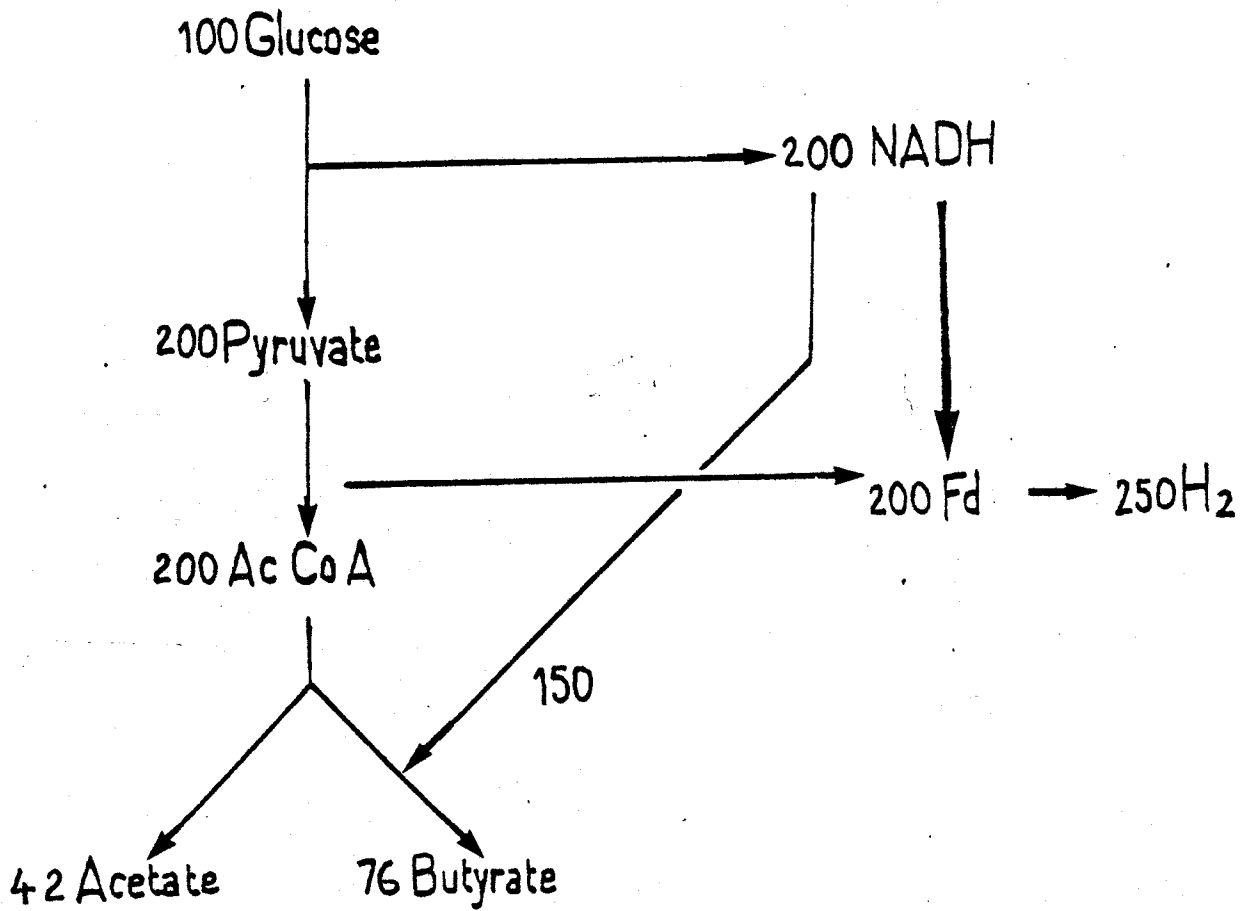 100 Glucose
200 NADH
200 Pyruvate
200 Fd
250 H₂
200 Ac CoA
150
42 Acetate
76 Butyrate